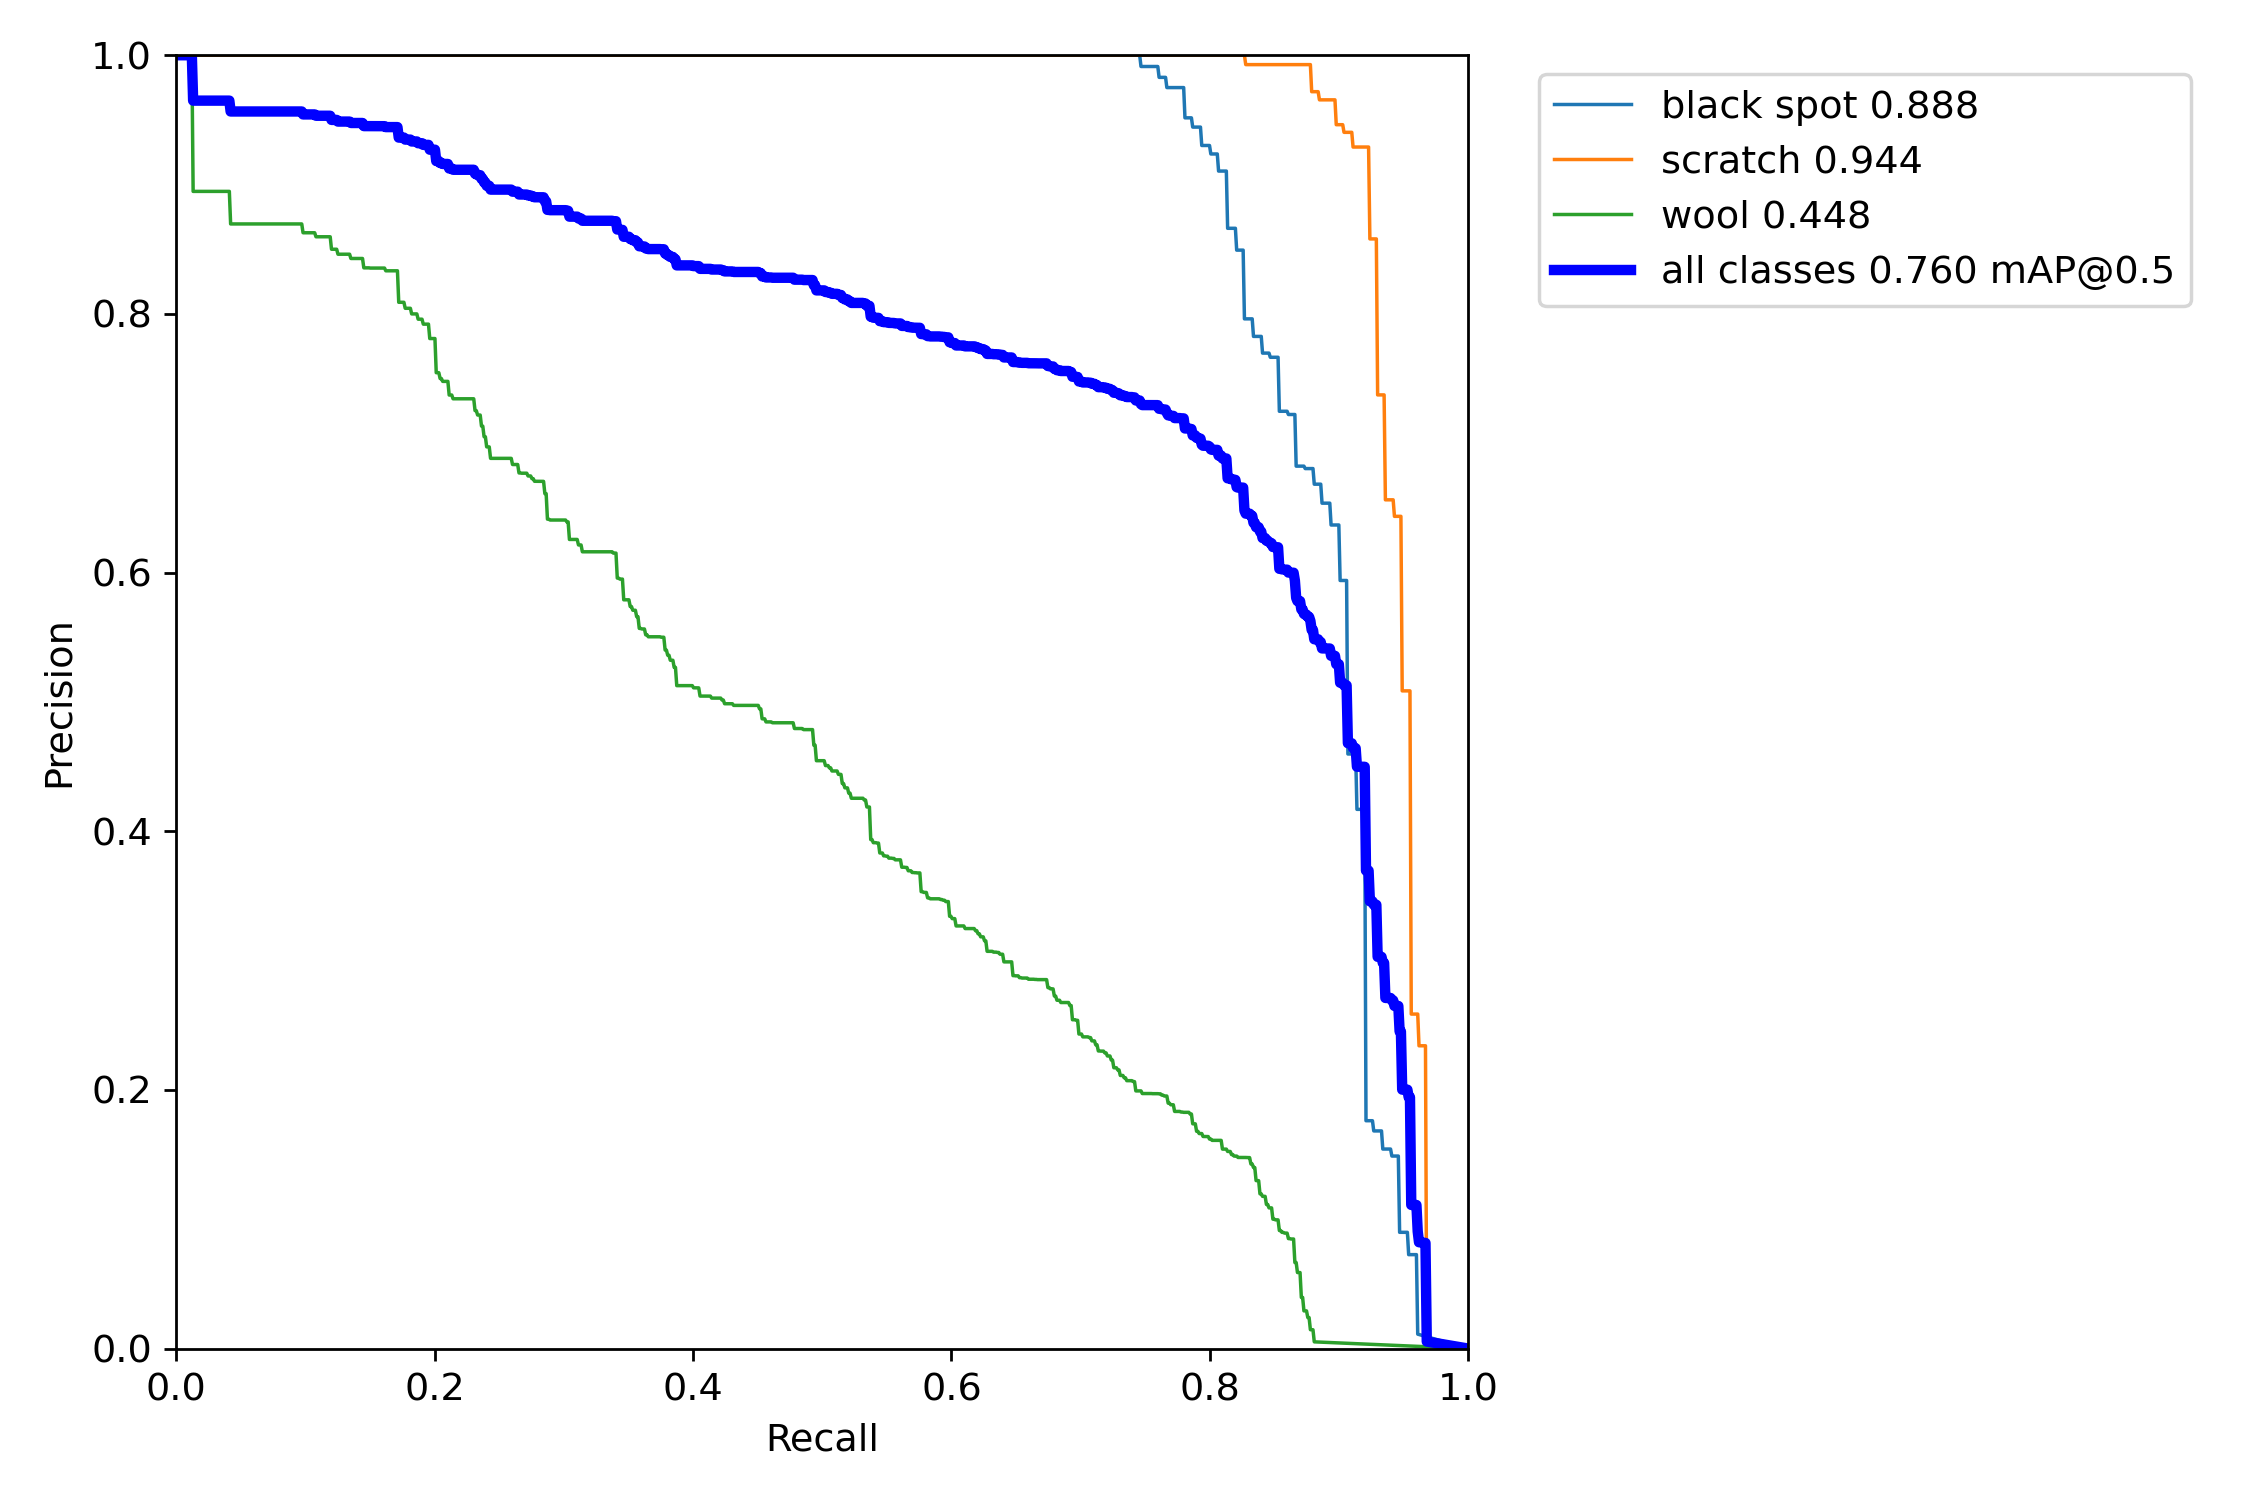 1.0
0.8
0.6
0.4
0.2
0.0
Precision
0.0 0.2 0.4 0.6 0.8 1.0
Recall
black spot 0.888
scratch 0.944
wool 0.448
all classes 0.760 mAP@0.5